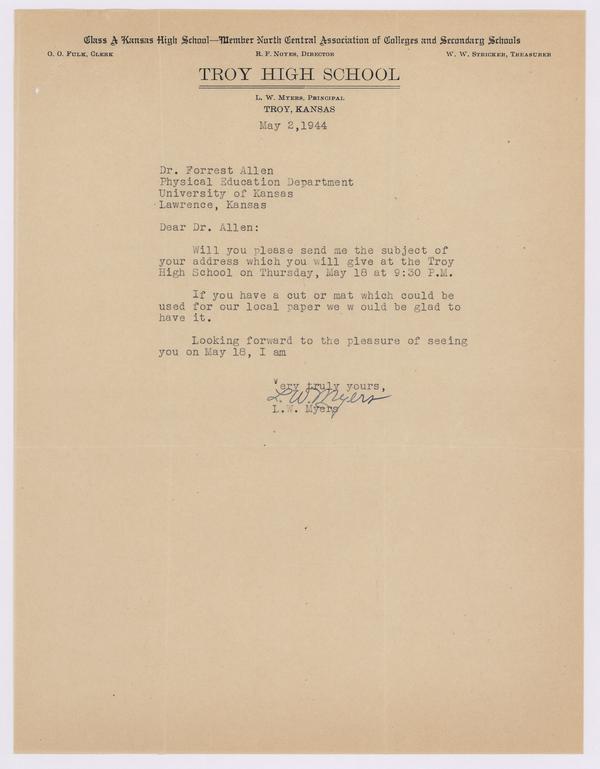 Class A Kansas High School—Member North Central Association of Colleges and Secondary Schools
O. O. Fulk, Clerk R. F. Noyes, Director W. W. Stricker, Treasurer
TROY HIGH SCHOOL
L. W. Myers, Principal
TROY, KANSAS
May 2,1944
Dr. Forrest Allen
Physical Education Department
University of Kansas
Lawrence, Kansas
Dear Dr. Allen:
Will you please send me the subject of
your address which you will give at the Troy
High School on Thursday, May 18 at 9:30 P.M.
If you have a cut or mat which could be
used for our local paper we w ould be glad to
have it.
Looking forward to the pleasure of seeing
you on May 18, I am
Very truly yours,
L. W. Myers
L.W. Myers